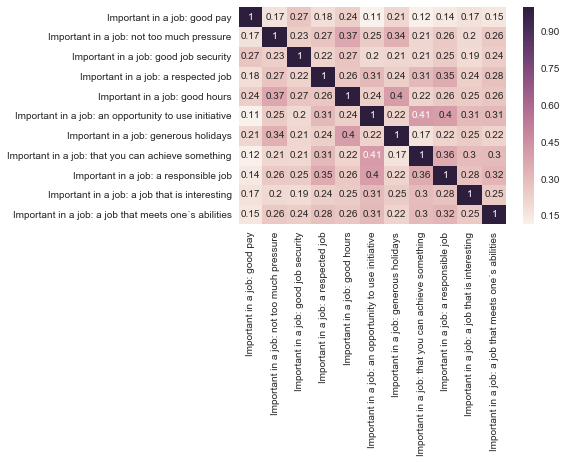 Important in a job: good pay 1 0.17 0.27 0.18 0.24 0.11 0.21 0.12 0.14 0.17 0.15
Important in a job: not too much pressure 0.17 1 0.23 0.27 0.37 0.25 0.34 0.21 0.26 0.2 0.26
Important in a job: good job security 0.27 0.23 1 0.22 0.27 0.2 0.21 0.21 0.25 0.19 0.24
Important in a job: a respected job 0.18 0.27 0.22 1 0.26 0.31 0.24 0.31 0.35 0.24 0.28
Important in a job: good hours 0.24 0.37 0.27 0.26 1 0.24 0.4 0.22 0.26 0.25 0.26
Important in a job: an opportunity to use initiative 0.11 0.25 0.2 0.31 0.24 1 0.22 0.41 0.4 0.31 0.31
Important in a job: generous holidays 0.21 0.34 0.21 0.24 0.4 0.22 1 0.17 0.22 0.25 0.22
Important in a job: that you can achieve something 0.12 0.21 0.21 0.31 0.22 0.41 0.17 1 0.36 0.3 0.3
Important in a job: a responsible job 0.14 0.26 0.25 0.35 0.26 0.4 0.22 0.36 1 0.28 0.32
Important in a job: a job that is interesting 0.17 0.2 0.19 0.24 0.25 0.31 0.25 0.3 0.28 1 0.25
Important in a job: a job that meets one´s abilities 0.15 0.26 0.24 0.28 0.26 0.31 0.22 0.3 0.32 0.25 1
Important in a job: good pay
Important in a job: not too much pressure
Important in a job: good job security
Important in a job: a respected job
Important in a job: good hours
Important in a job: an opportunity to use initiative
Important in a job: generous holidays
Important in a job: that you can achieve something
Important in a job: a responsible job
Important in a job: a job that is interesting
Important in a job: a job that meets one´s abilities
0.90
0.75
0.60
0.45
0.30
0.15